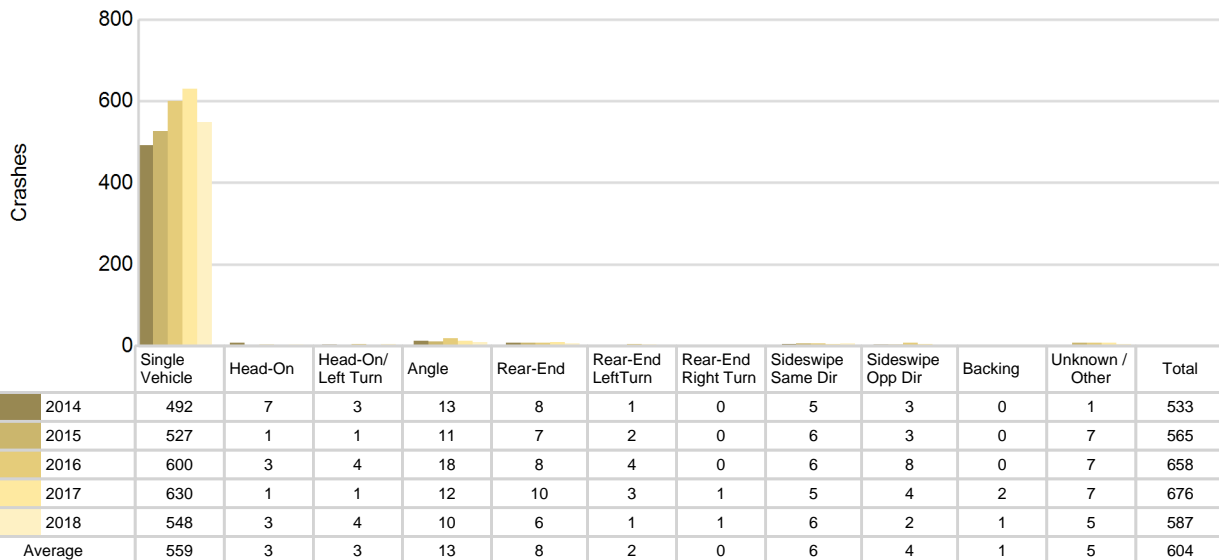 800
600
400
200
0
Crashes
Single Vehicle Head-On Head-On/ Left Turn Angle Rear-End Rear-End LeftTurn Rear-End Right Turn Sideswipe Same Dir Sideswipe Opp Dir Backing Unknown / Other Total
2014 492 7 3 13 8 1 0 5 3 0 1 533
2015 527 1 1 11 7 2 0 6 3 0 7 565
2016 600 3 4 18 8 4 0 6 8 0 7 658
2017 630 1 1 12 10 3 1 5 4 2 7 676
2018 548 3 4 10 6 1 1 6 2 1 5 587
Average 559 3 3 13 8 2 0 6 4 1 5 604